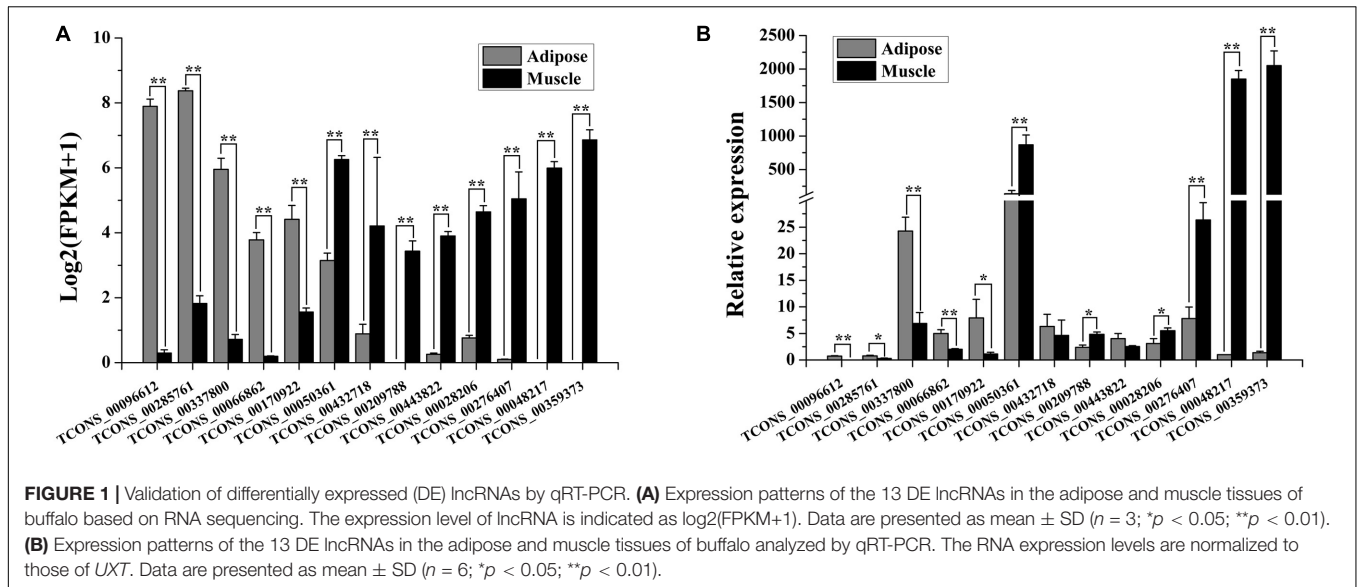 A
B
10
8
6
4
2
0
Log2(FPKM+1)
Adipose
Muscle
** ** ** ** ** ** ** ** ** ** ** ** **
TCONS_00096612
TCONS_00285761
TCONS_00337800
TCONS_00066862
TCONS_00170922
TCONS_00050361
TCONS_00432718
TCONS_00209788
TCONS_00443822
TCONS_00028206
TCONS_00276407
TCONS_00048217
TCONS_00359373
2500
2000
1500
1000
500
25
20
15
10
5
0
Relative expression
Adipose
Muscle
** * ** ** * ** * * ** ** **
TCONS_00096612
TCONS_00285761
TCONS_00337800
TCONS_00066862
TCONS_00170922
TCONS_00050361
TCONS_00432718
TCONS_00209788
TCONS_00443822
TCONS_00028206
TCONS_00276407
TCONS_00048217
TCONS_00359373
FIGURE 1 | Validation of differentially expressed (DE) lncRNAs by qRT-PCR. (A) Expression patterns of the 13 DE lncRNAs in the adipose and muscle tissues of
buffalo based on RNA sequencing. The expression level of lncRNA is indicated as log2(FPKM+1). Data are presented as mean ± SD (n = 3; *p < 0.05; **p < 0.01).
(B) Expression patterns of the 13 DE lncRNAs in the adipose and muscle tissues of buffalo analyzed by qRT-PCR. The RNA expression levels are normalized to
those of UXT. Data are presented as mean ± SD (n = 6; *p < 0.05; **p < 0.01).